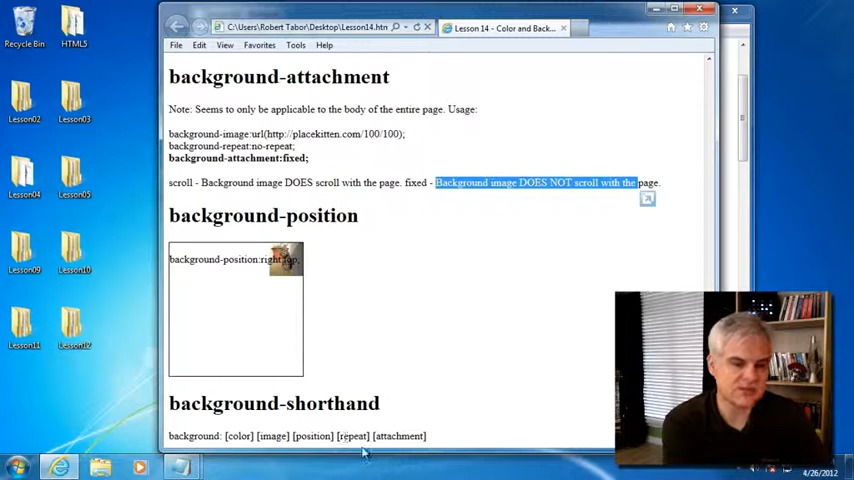 C:\Users\Robert Tabor\Desktop\Lesson14.htm
Lesson 14 - Color and Back...
File Edit View Favorites Tools Help
Recycle Bin
HTML5
Lesson02
Lesson03
Lesson04
Lesson05
Lesson09
Lesson10
Lesson11
Lesson12
background-attachment
Note: Seems to only be applicable to the body of the entire page. Usage:
background-image:url(http://placekitten.com/100/100);
background-repeat:no-repeat;
background-attachment:fixed;
scroll - Background image DOES scroll with the page. fixed - Background image DOES NOT scroll with the page.
background-position
background-position:right top;
background-shorthand
background: [color] [image] [position] [repeat] [attachment]
4/26/2012